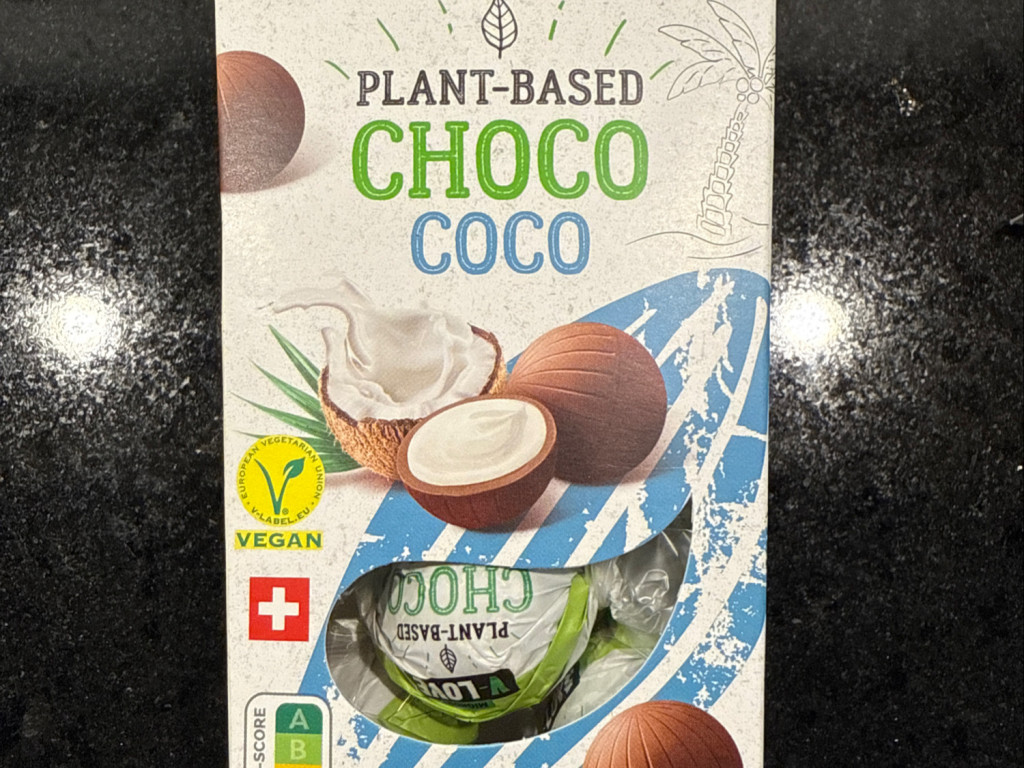 PLANT-BASED
CHOCO
COCO
EUROPEAN VEGETARIAN UNION
V-LABEL.EU
VEGAN
CHOCO
PLANT-BASED
V-LOVE
-SCORE
A
B